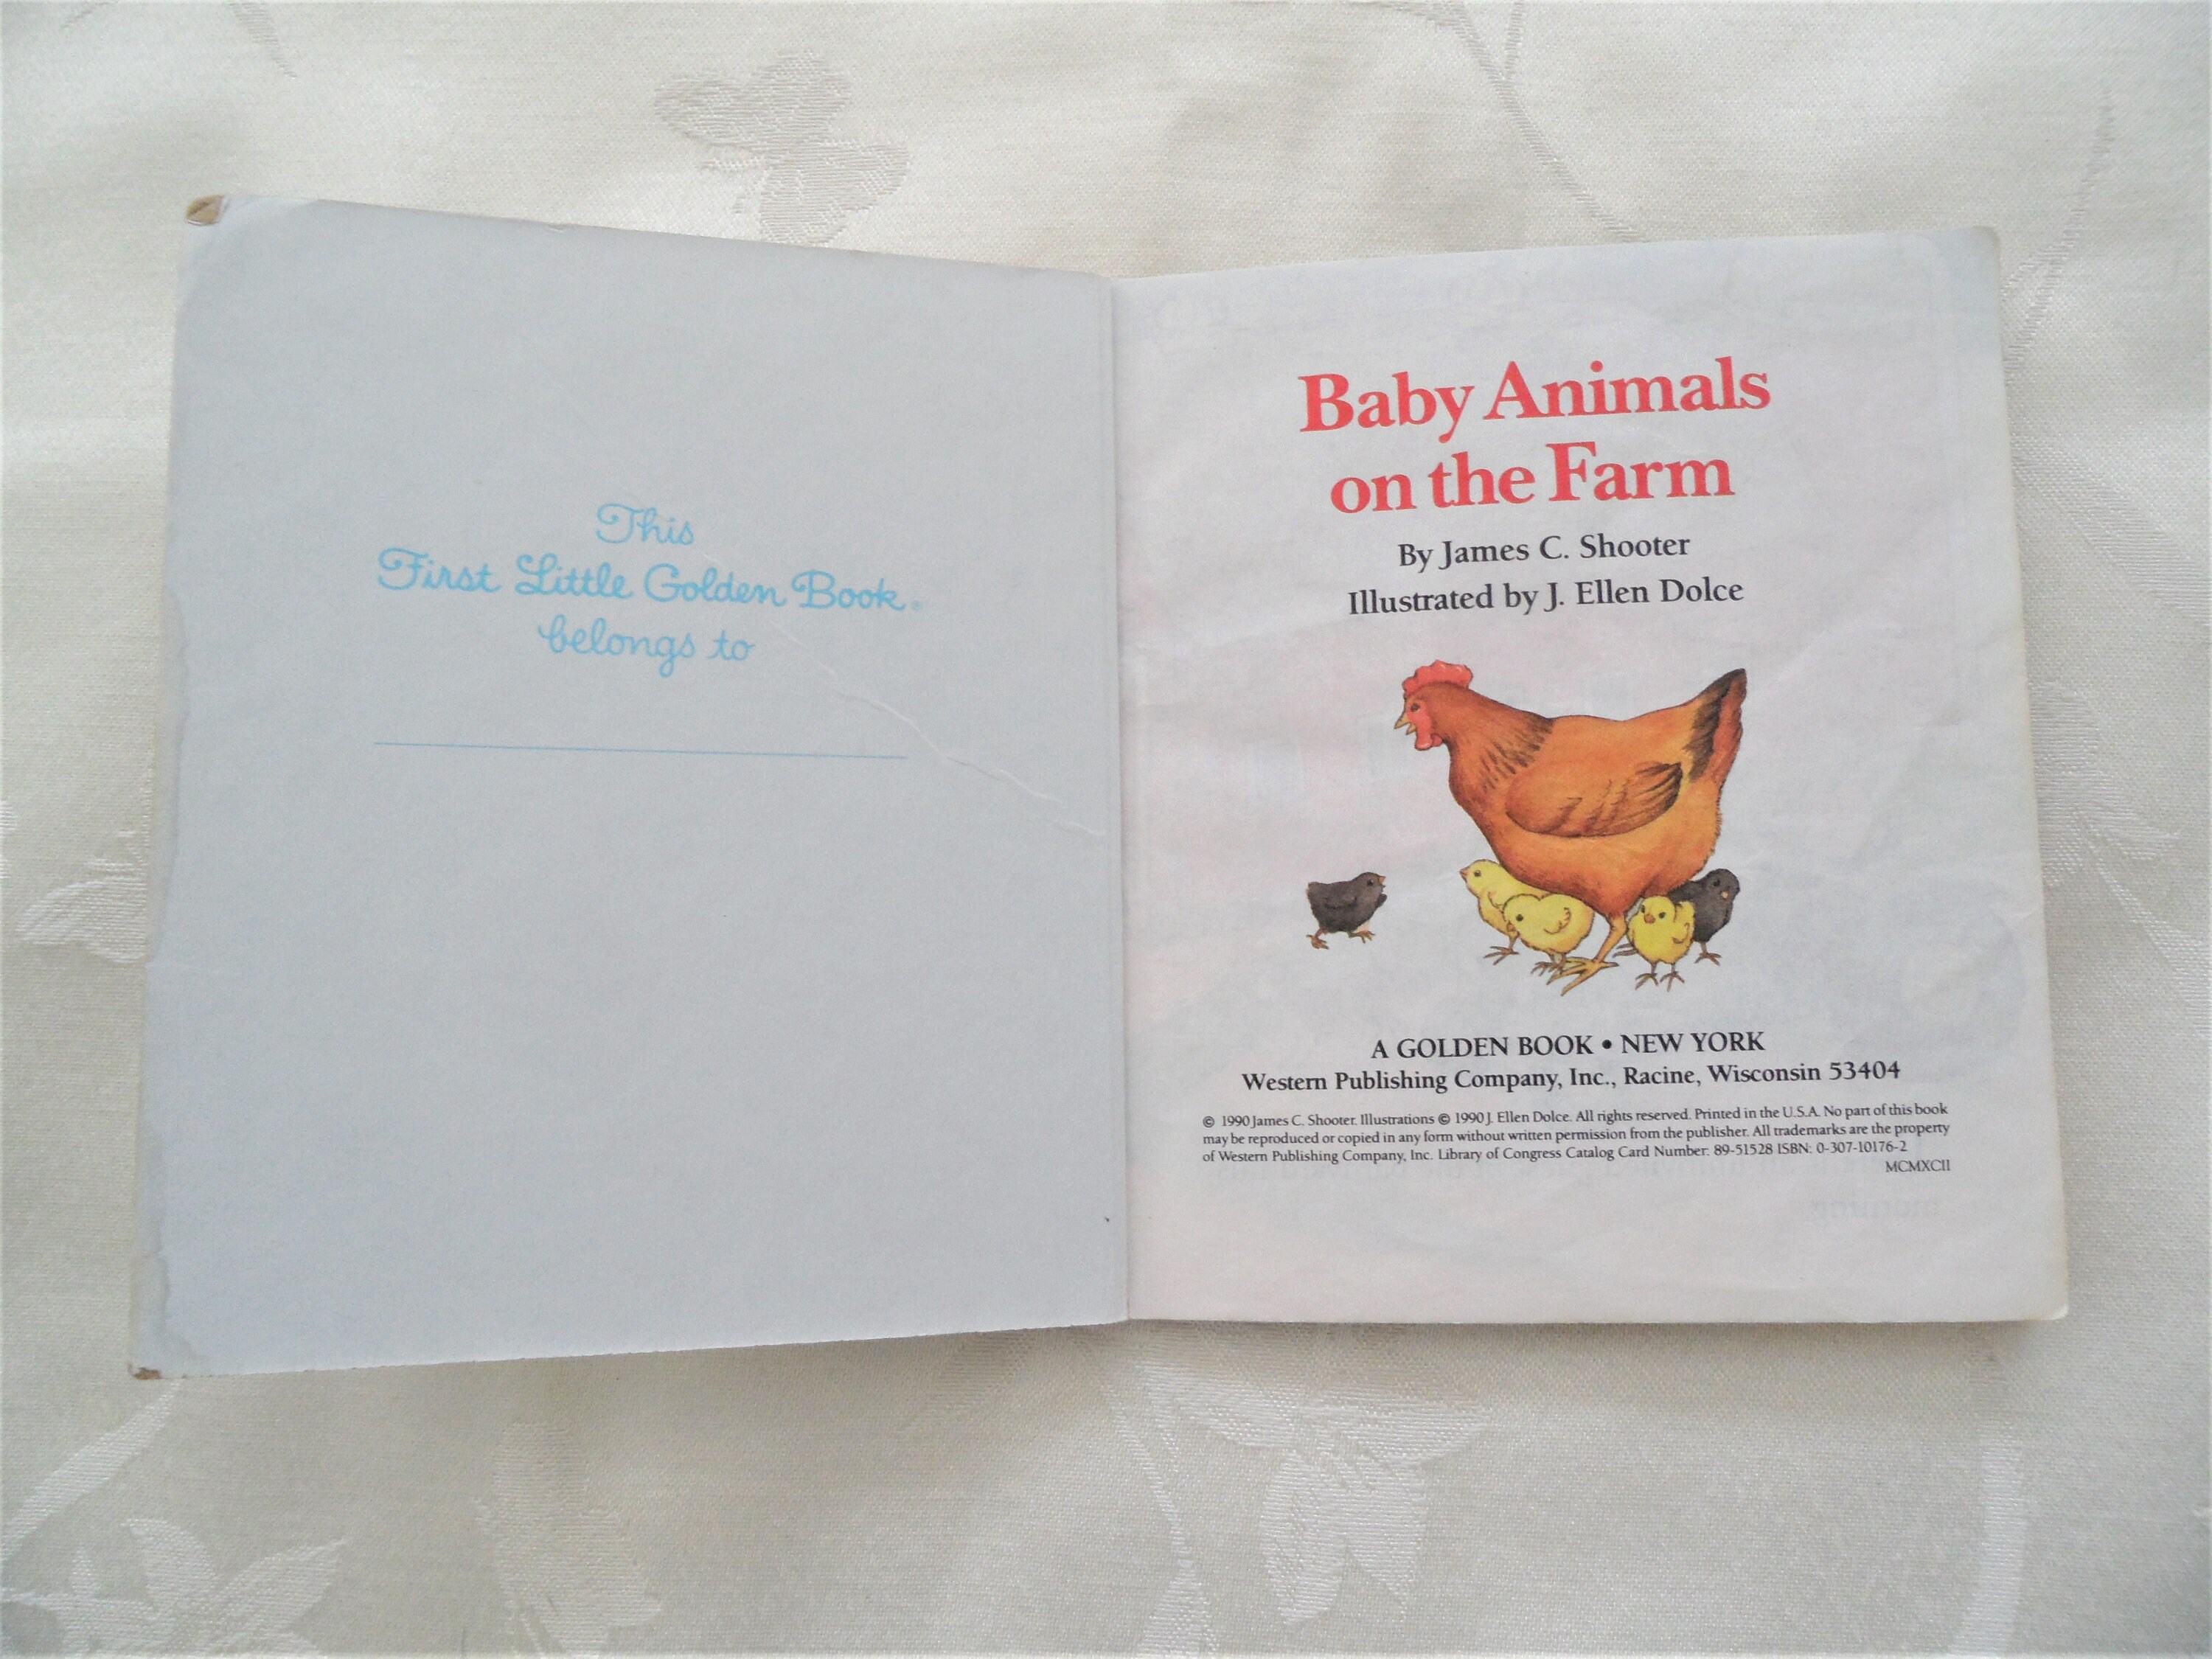 This
First Little Golden Book®
belongs to
Baby Animals
on the Farm
By James C. Shooter
Illustrated by J. Ellen Dolce
A GOLDEN BOOK • NEW YORK
Western Publishing Company, Inc., Racine, Wisconsin 53404
© 1990 James C. Shooter. Illustrations © 1990 J. Ellen Dolce. All rights reserved. Printed in the U.S.A. No part of this book
may be reproduced or copied in any form without written permission from the publisher. All trademarks are the property
of Western Publishing Company, Inc. Library of Congress Catalog Card Number: 89-51528 ISBN: 0-307-10176-2
MCMXCII